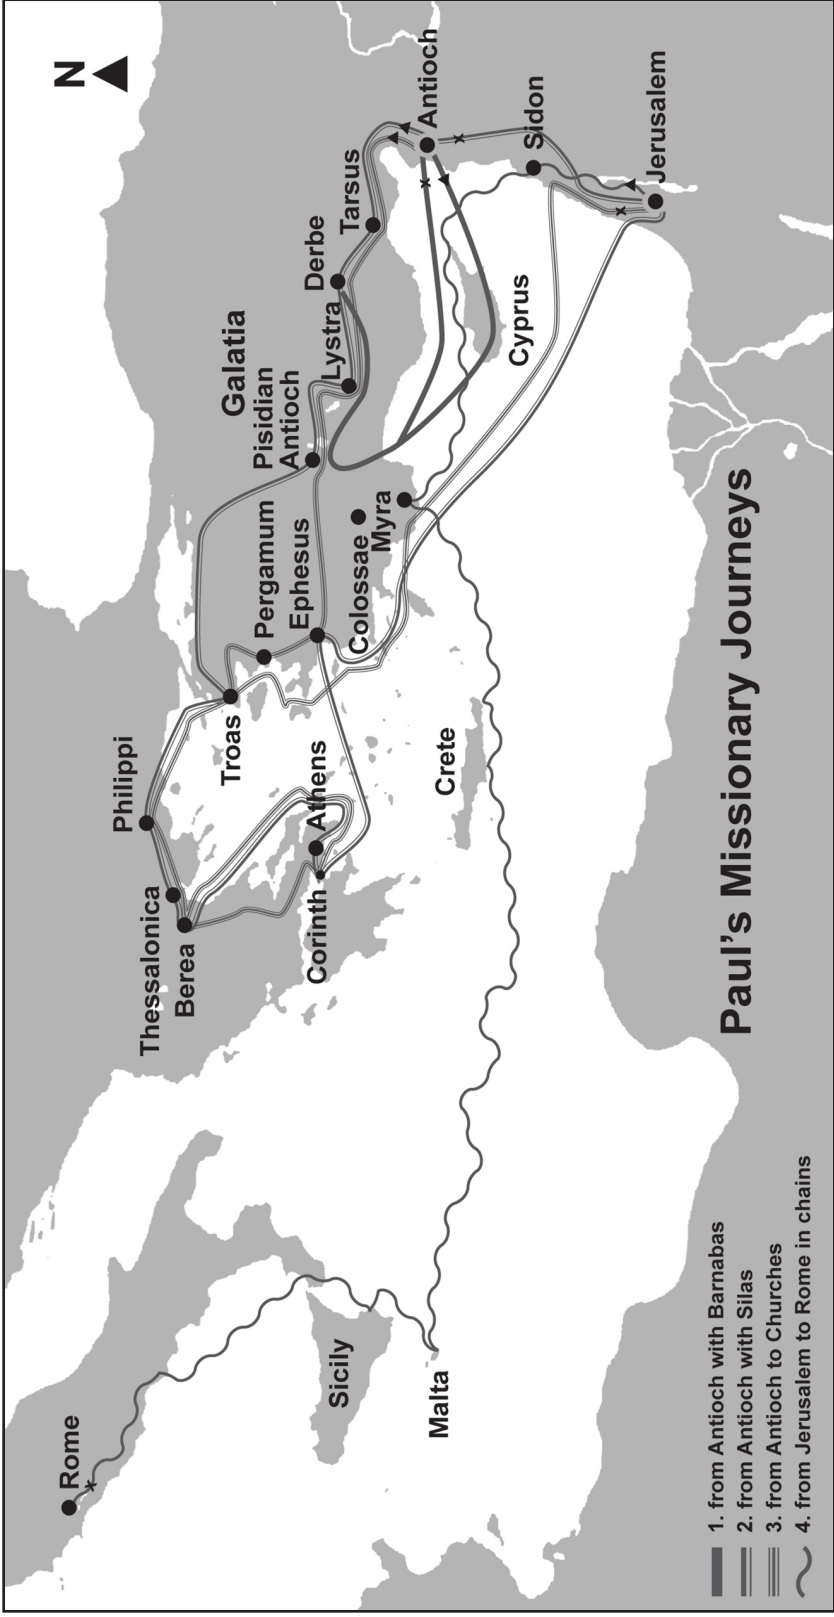 N
Rome
Sicily
Malta
Thessalonica
Berea
Philippi
Corinth
Athens
Troas
Pergamum
Ephesus
Colossae
Myra
Crete
Galatia
Pisidian
Antioch
Lystra
Derbe
Tarsus
Antioch
Cyprus
Sidon
Jerusalem
Paul's Missionary Journeys
1. from Antioch with Barnabas
2. from Antioch with Silas
3. from Antioch to Churches
4. from Jerusalem to Rome in chains